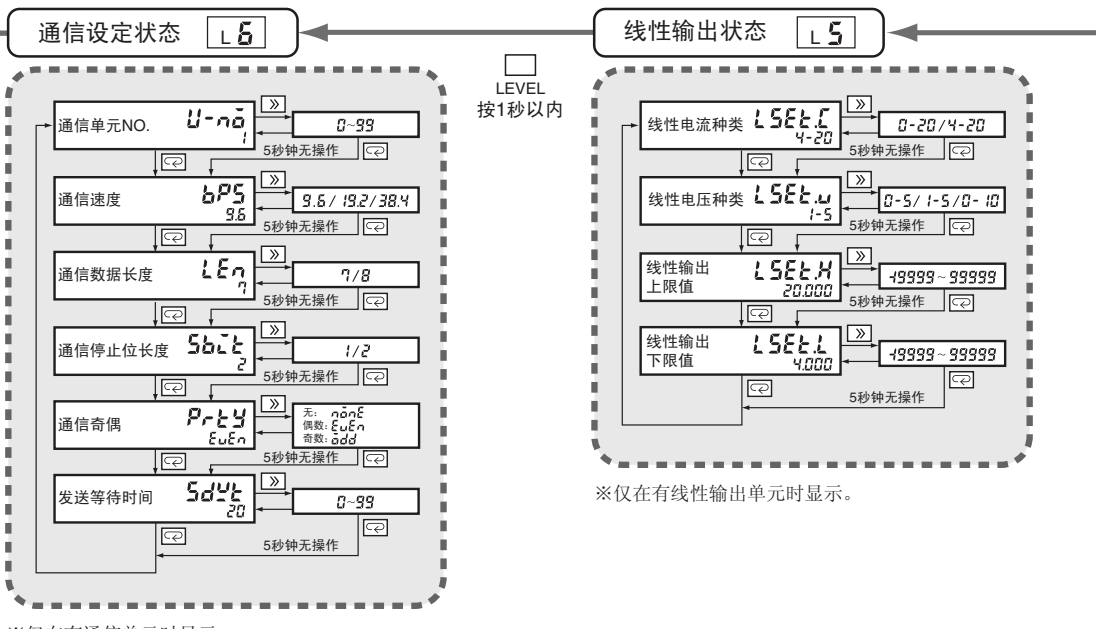 通信设定状态 L 6
线性输出状态 L 5
LEVEL
按1秒以内
通信单元NO. U-no
1
0~99
5秒钟无操作
通信速度 bPS
9.6
9.6/19.2/38.4
5秒钟无操作
通信数据长度 LEn
7
7/8
5秒钟无操作
通信停止位长度 Sbit
2
1/2
5秒钟无操作
通信奇偶 PrtY
EuEn
无: nonE
偶数: EuEn
奇数: odd
5秒钟无操作
发送等待时间 SdYt
20
0~99
5秒钟无操作
线性电流种类 LSEt.C
4-20
0-20/4-20
5秒钟无操作
线性电压种类 LSEt.u
1-5
0-5/1-5/0-10
5秒钟无操作
线性输出
上限值
LSEt.H
20.000
-19999~99999
5秒钟无操作
线性输出
下限值
LSEt.L
4.000
-19999~99999
5秒钟无操作
※仅在有线性输出单元时显示。